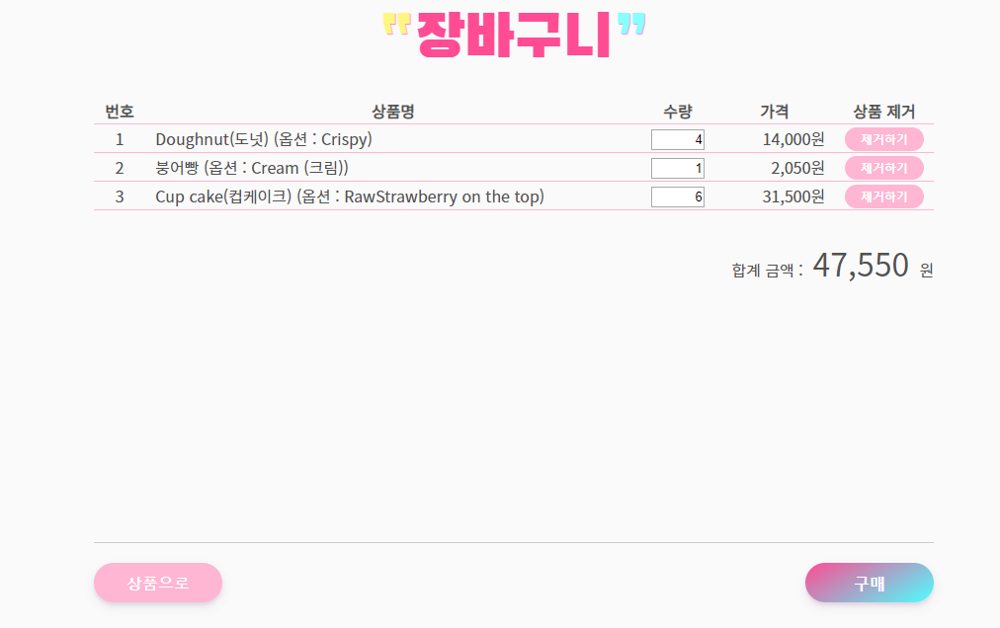 "장바구니"
번호 상품명 수량 가격 상품 제거
1 Doughnut(도넛) (옵션 : Crispy) 4 14,000원 제거하기
2 붕어빵 (옵션 : Cream (크림)) 1 2,050원 제거하기
3 Cup cake(컵케이크) (옵션 : RawStrawberry on the top) 6 31,500원 제거하기
합계 금액 : 47,550 원
상품으로 구매